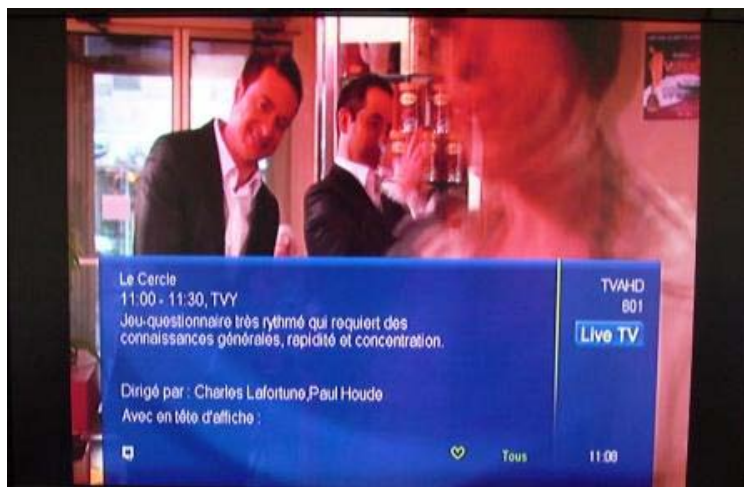 Le Cercle
11:00 - 11:30, TVY
Jeu-questionnaire très rythmé qui requiert des
connaissances générales, rapidité et concentration.
Dirigé par : Charles Lafortune,Paul Houde
Avec en tête d'affiche :
TVAHD
601
Live TV
Tous
11:08